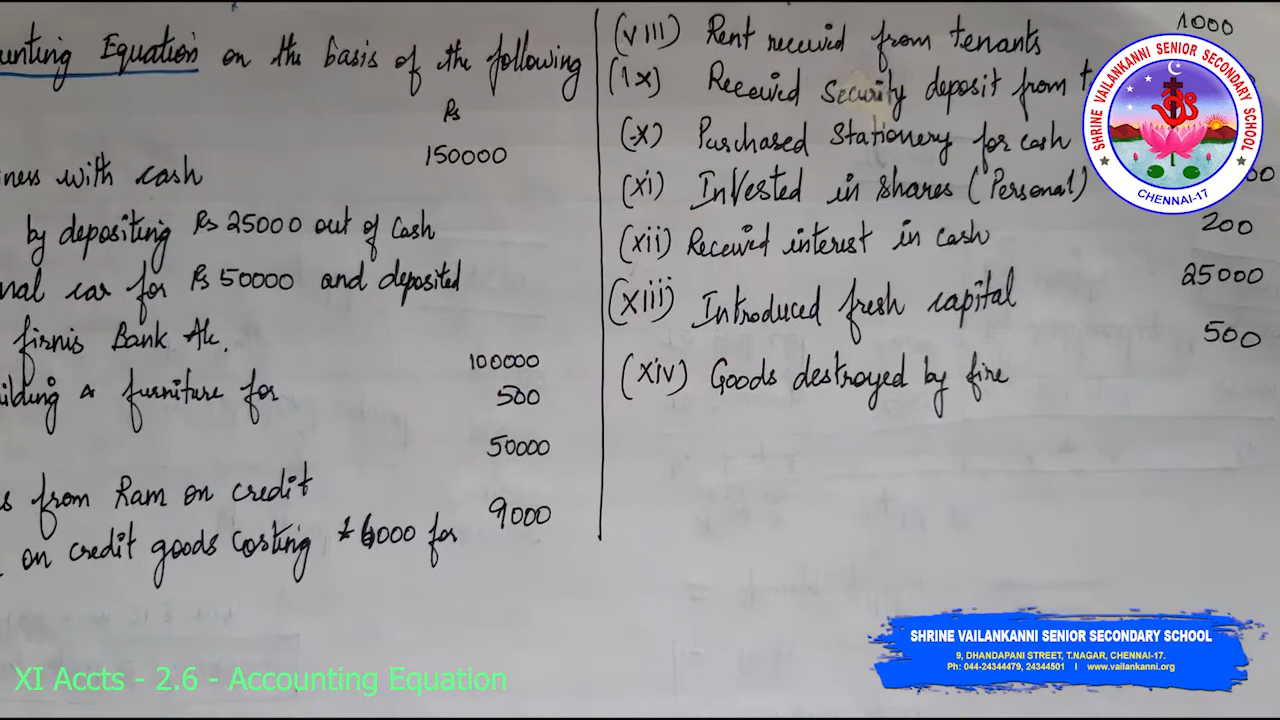 unting Equation on the basis of the following
Rs
150000
ness with cash
by depositing Rs 25000 out of cash
nal car for Rs 50000 and deposited
firm's Bank A/c.
100000
ilding & furniture for
500
50000
s from Ram on credit
9000
on credit goods costing 6000 for
1000
(viii) Rent received from tenants
(ix) Received security deposit from t
(x) Purchased stationery for cash
(xi) Invested in shares (Personal)
00
200
(xii) Received interest in cash
25000
(xiii) Introduced fresh capital
500
(xiv) Goods destroyed by fire
SHRINE VAILANKANNI SENIOR SECONDARY SCHOOL
CHENNAI-17
XI Accts - 2.6 - Accounting Equation
SHRINE VAILANKANNI SENIOR SECONDARY SCHOOL
9, DHANDAPANI STREET, T.NAGAR, CHENNAI-17.
Ph: 044-24344479, 24344501 I www.vailankanni.org